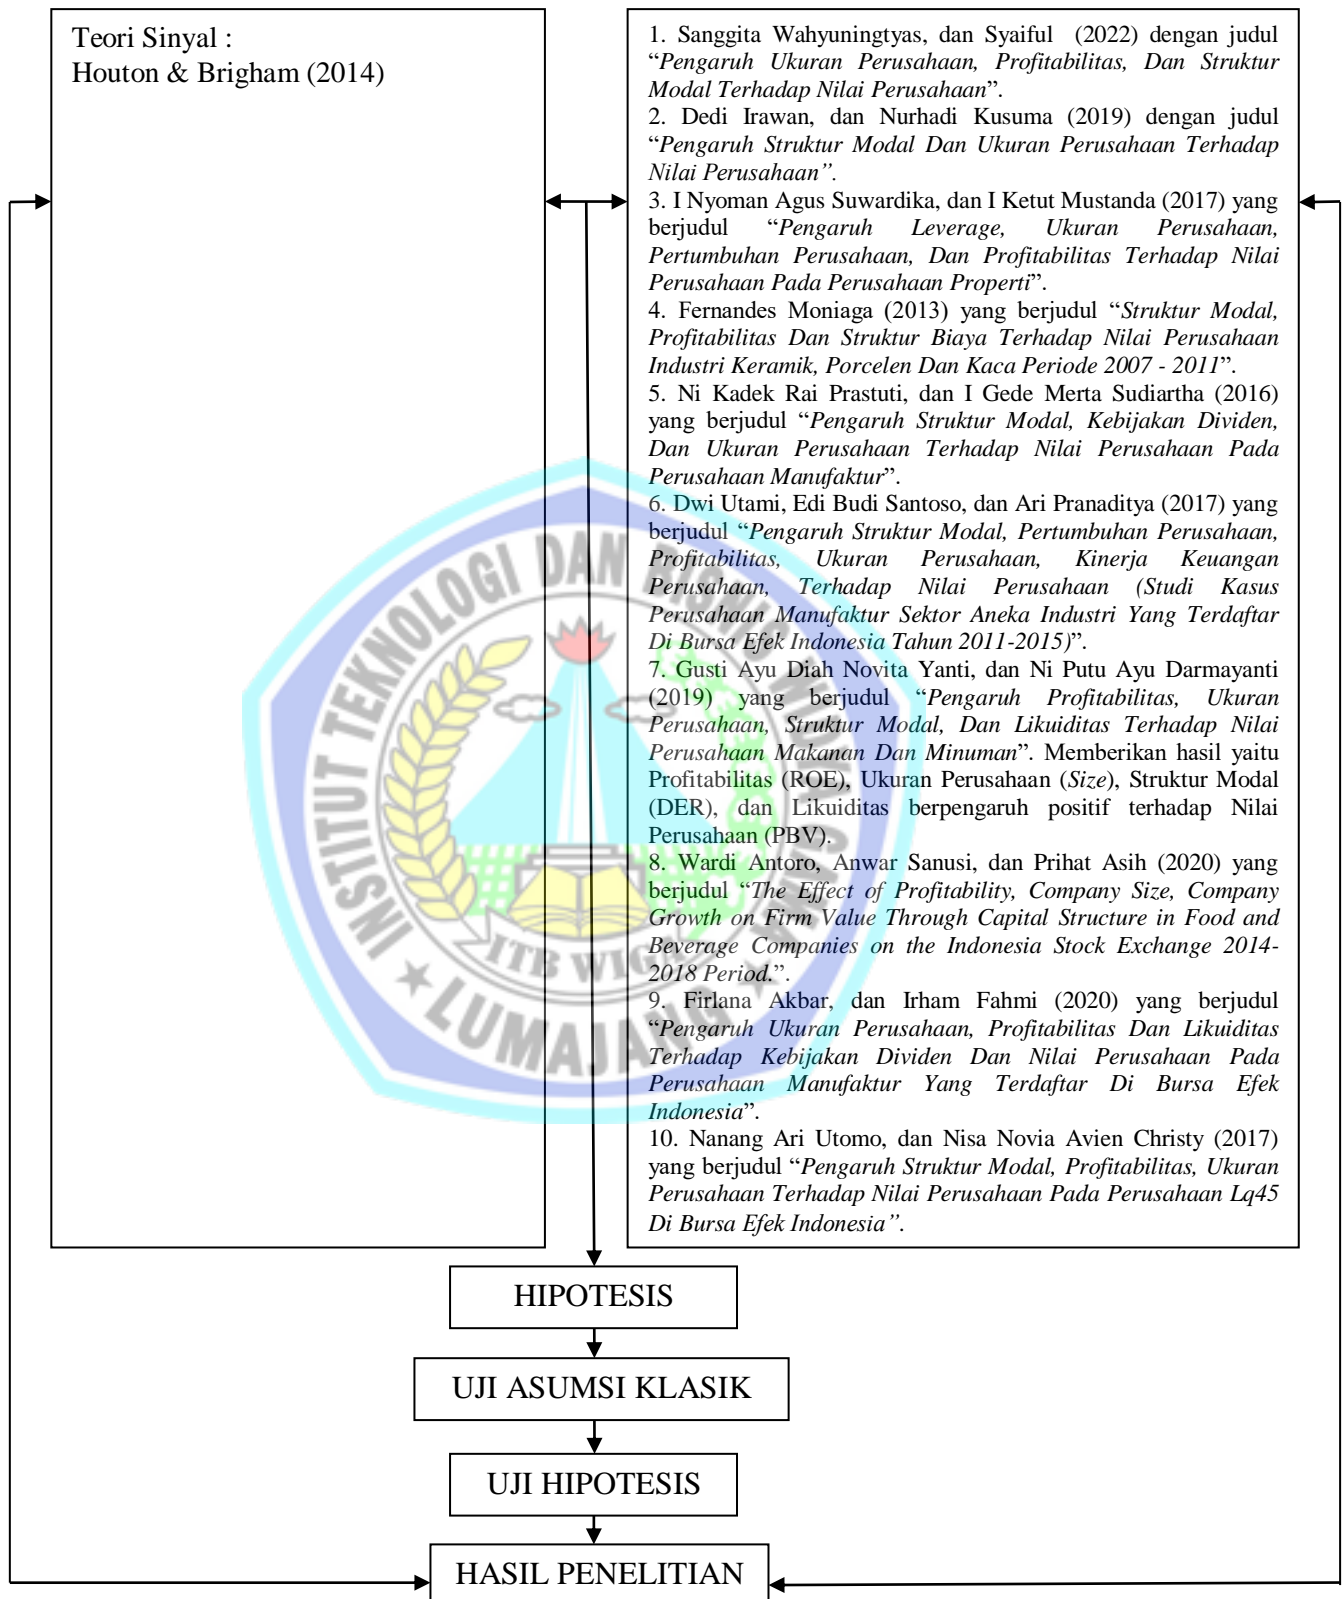 Teori Sinyal :
Houton & Brigham (2014)
1. Sanggita Wahyuningtyas, dan Syaiful (2022) dengan judul
“Pengaruh Ukuran Perusahaan, Profitabilitas, Dan Struktur
Modal Terhadap Nilai Perusahaan”.
2. Dedi Irawan, dan Nurhadi Kusuma (2019) dengan judul
“Pengaruh Struktur Modal Dan Ukuran Perusahaan Terhadap
Nilai Perusahaan”.
3. I Nyoman Agus Suwardika, dan I Ketut Mustanda (2017) yang
berjudul “Pengaruh Leverage, Ukuran Perusahaan,
Pertumbuhan Perusahaan, Dan Profitabilitas Terhadap Nilai
Perusahaan Pada Perusahaan Properti”.
4. Fernandes Moniaga (2013) yang berjudul “Struktur Modal,
Profitabilitas Dan Struktur Biaya Terhadap Nilai Perusahaan
Industri Keramik, Porcelen Dan Kaca Periode 2007 - 2011”.
5. Ni Kadek Rai Prastuti, dan I Gede Merta Sudiartha (2016)
yang berjudul “Pengaruh Struktur Modal, Kebijakan Dividen,
Dan Ukuran Perusahaan Terhadap Nilai Perusahaan Pada
Perusahaan Manufaktur”.
6. Dwi Utami, Edi Budi Santoso, dan Ari Pranaditya (2017) yang
berjudul “Pengaruh Struktur Modal, Pertumbuhan Perusahaan,
Profitabilitas, Ukuran Perusahaan, Kinerja Keuangan
Perusahaan, Terhadap Nilai Perusahaan (Studi Kasus
Perusahaan Manufaktur Sektor Aneka Industri Yang Terdaftar
Di Bursa Efek Indonesia Tahun 2011-2015)”.
7. Gusti Ayu Diah Novita Yanti, dan Ni Putu Ayu Darmayanti
(2019) yang berjudul “Pengaruh Profitabilitas, Ukuran
Perusahaan, Struktur Modal, Dan Likuiditas Terhadap Nilai
Perusahaan Makanan Dan Minuman”. Memberikan hasil yaitu
Profitabilitas (ROE), Ukuran Perusahaan (Size), Struktur Modal
(DER), dan Likuiditas berpengaruh positif terhadap Nilai
Perusahaan (PBV).
8. Wardi Antoro, Anwar Sanusi, dan Prihat Asih (2020) yang
berjudul “The Effect of Profitability, Company Size, Company
Growth on Firm Value Through Capital Structure in Food and
Beverage Companies on the Indonesia Stock Exchange 2014-
2018 Period.”.
9. Firlana Akbar, dan Irham Fahmi (2020) yang berjudul
“Pengaruh Ukuran Perusahaan, Profitabilitas Dan Likuiditas
Terhadap Kebijakan Dividen Dan Nilai Perusahaan Pada
Perusahaan Manufaktur Yang Terdaftar Di Bursa Efek
Indonesia”.
10. Nanang Ari Utomo, dan Nisa Novia Avien Christy (2017)
yang berjudul “Pengaruh Struktur Modal, Profitabilitas, Ukuran
Perusahaan Terhadap Nilai Perusahaan Pada Perusahaan Lq45
Di Bursa Efek Indonesia”.
INSTITUT TEKNOLOGI DAN BISNIS WIDYA GAMA
ITB WIGA
LUMAJANG
HIPOTESIS
UJI ASUMSI KLASIK
UJI HIPOTESIS
HASIL PENELITIAN